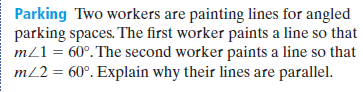 Parking Two workers are painting lines for angled
parking spaces. The first worker paints a line so that
m∠1 = 60°. The second worker paints a line so that
m∠2 = 60°. Explain why their lines are parallel.